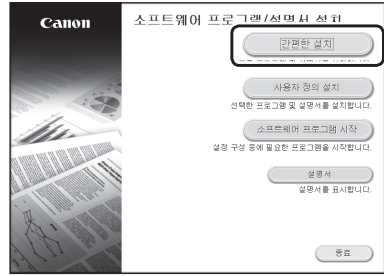 Canon
소프트웨어 프로그램/설명서 설치
간편한 설치
사용자 정의 설치
선택한 프로그램 및 설명서를 설치합니다.
소프트웨어 프로그램 시작
설정 구성 중에 필요한 프로그램을 시작합니다.
설명서
설명서를 표시합니다.
종료